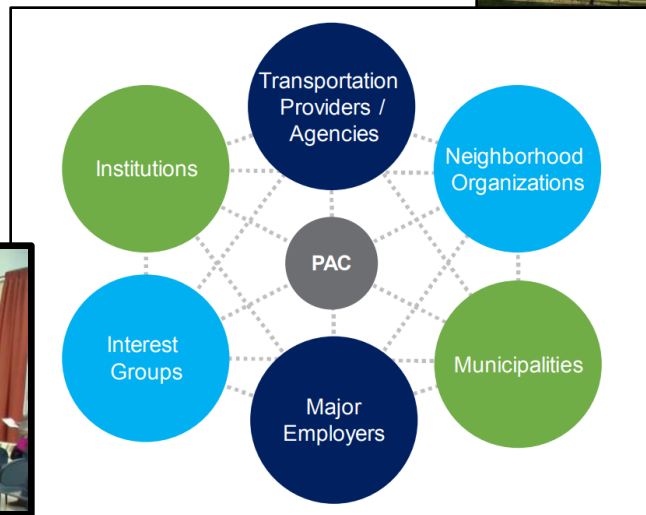 Transportation
Providers /
Agencies
Institutions
Neighborhood
Organizations
PAC
Interest
Groups
Municipalities
Major
Employers